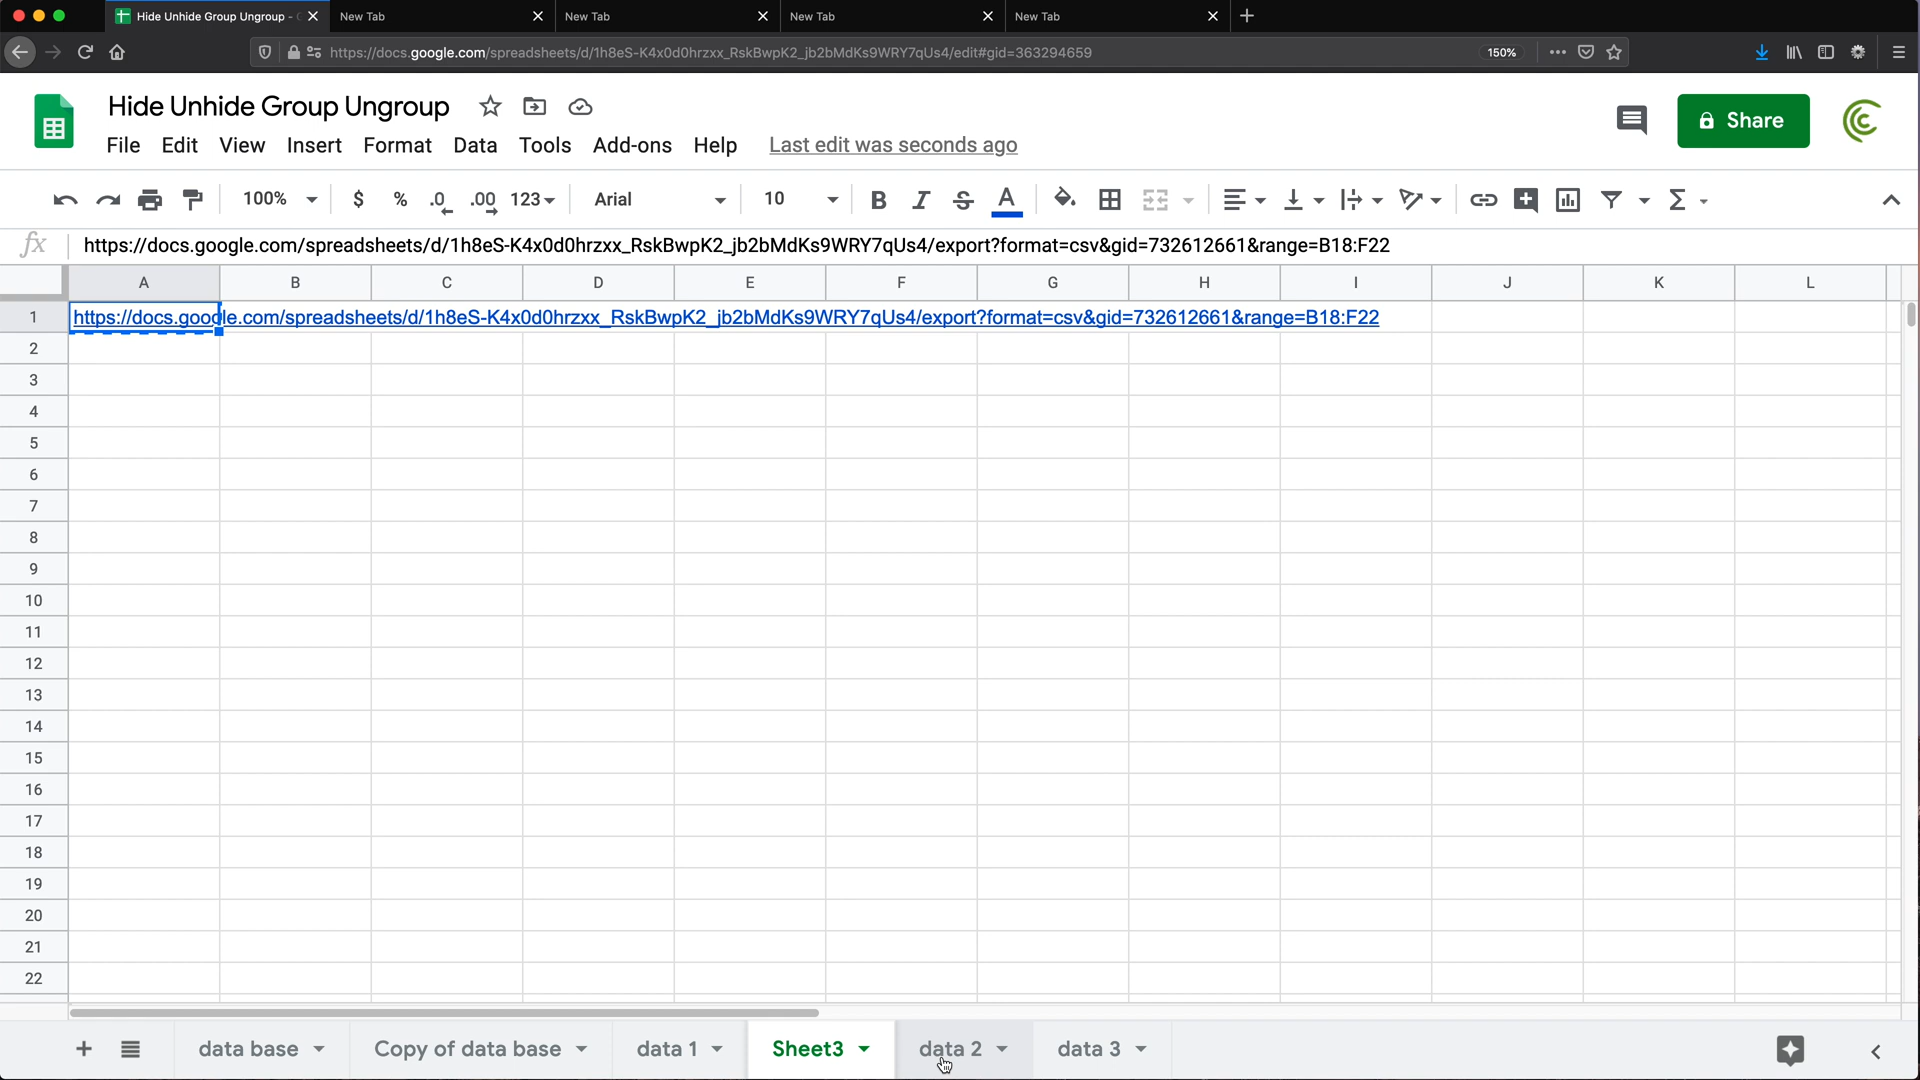 Hide Unhide Group Ungroup -
New Tab
New Tab
New Tab
New Tab
https://docs.google.com/spreadsheets/d/1h8eS-K4x0d0hrzxx_RskBwpK2_jb2bMdKs9WRY7qUs4/edit#gid=363294659
150%
Hide Unhide Group Ungroup
Share
File Edit View Insert Format Data Tools Add-ons Help Last edit was seconds ago
100% $ % .0 .00 123 Arial 10 B I S A Σ
fx https://docs.google.com/spreadsheets/d/1h8eS-K4x0d0hrzxx_RskBwpK2_jb2bMdKs9WRY7qUs4/export?format=csv&gid=732612661&range=B18:F22
A B C D E F G H I J K L
1 https://docs.google.com/spreadsheets/d/1h8eS-K4x0d0hrzxx_RskBwpK2_jb2bMdKs9WRY7qUs4/export?format=csv&gid=732612661&range=B18:F22
2
3
4
5
6
7
8
9
10
11
12
13
14
15
16
17
18
19
20
21
22
data base Copy of data base data 1 Sheet3 data 2 data 3